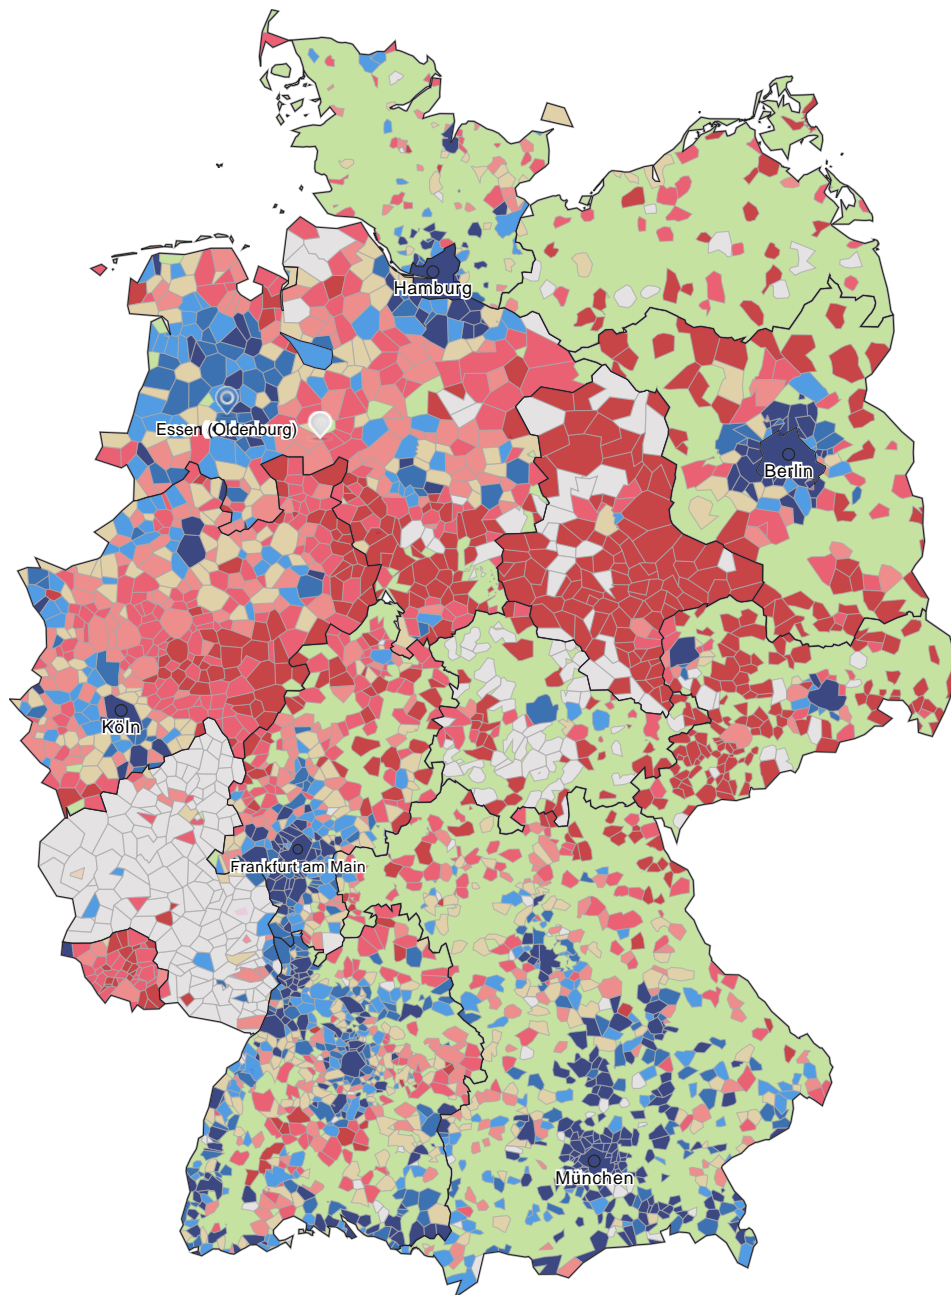 Hamburg
Essen (Oldenburg)
Berlin
Köln
Frankfurt am Main
München